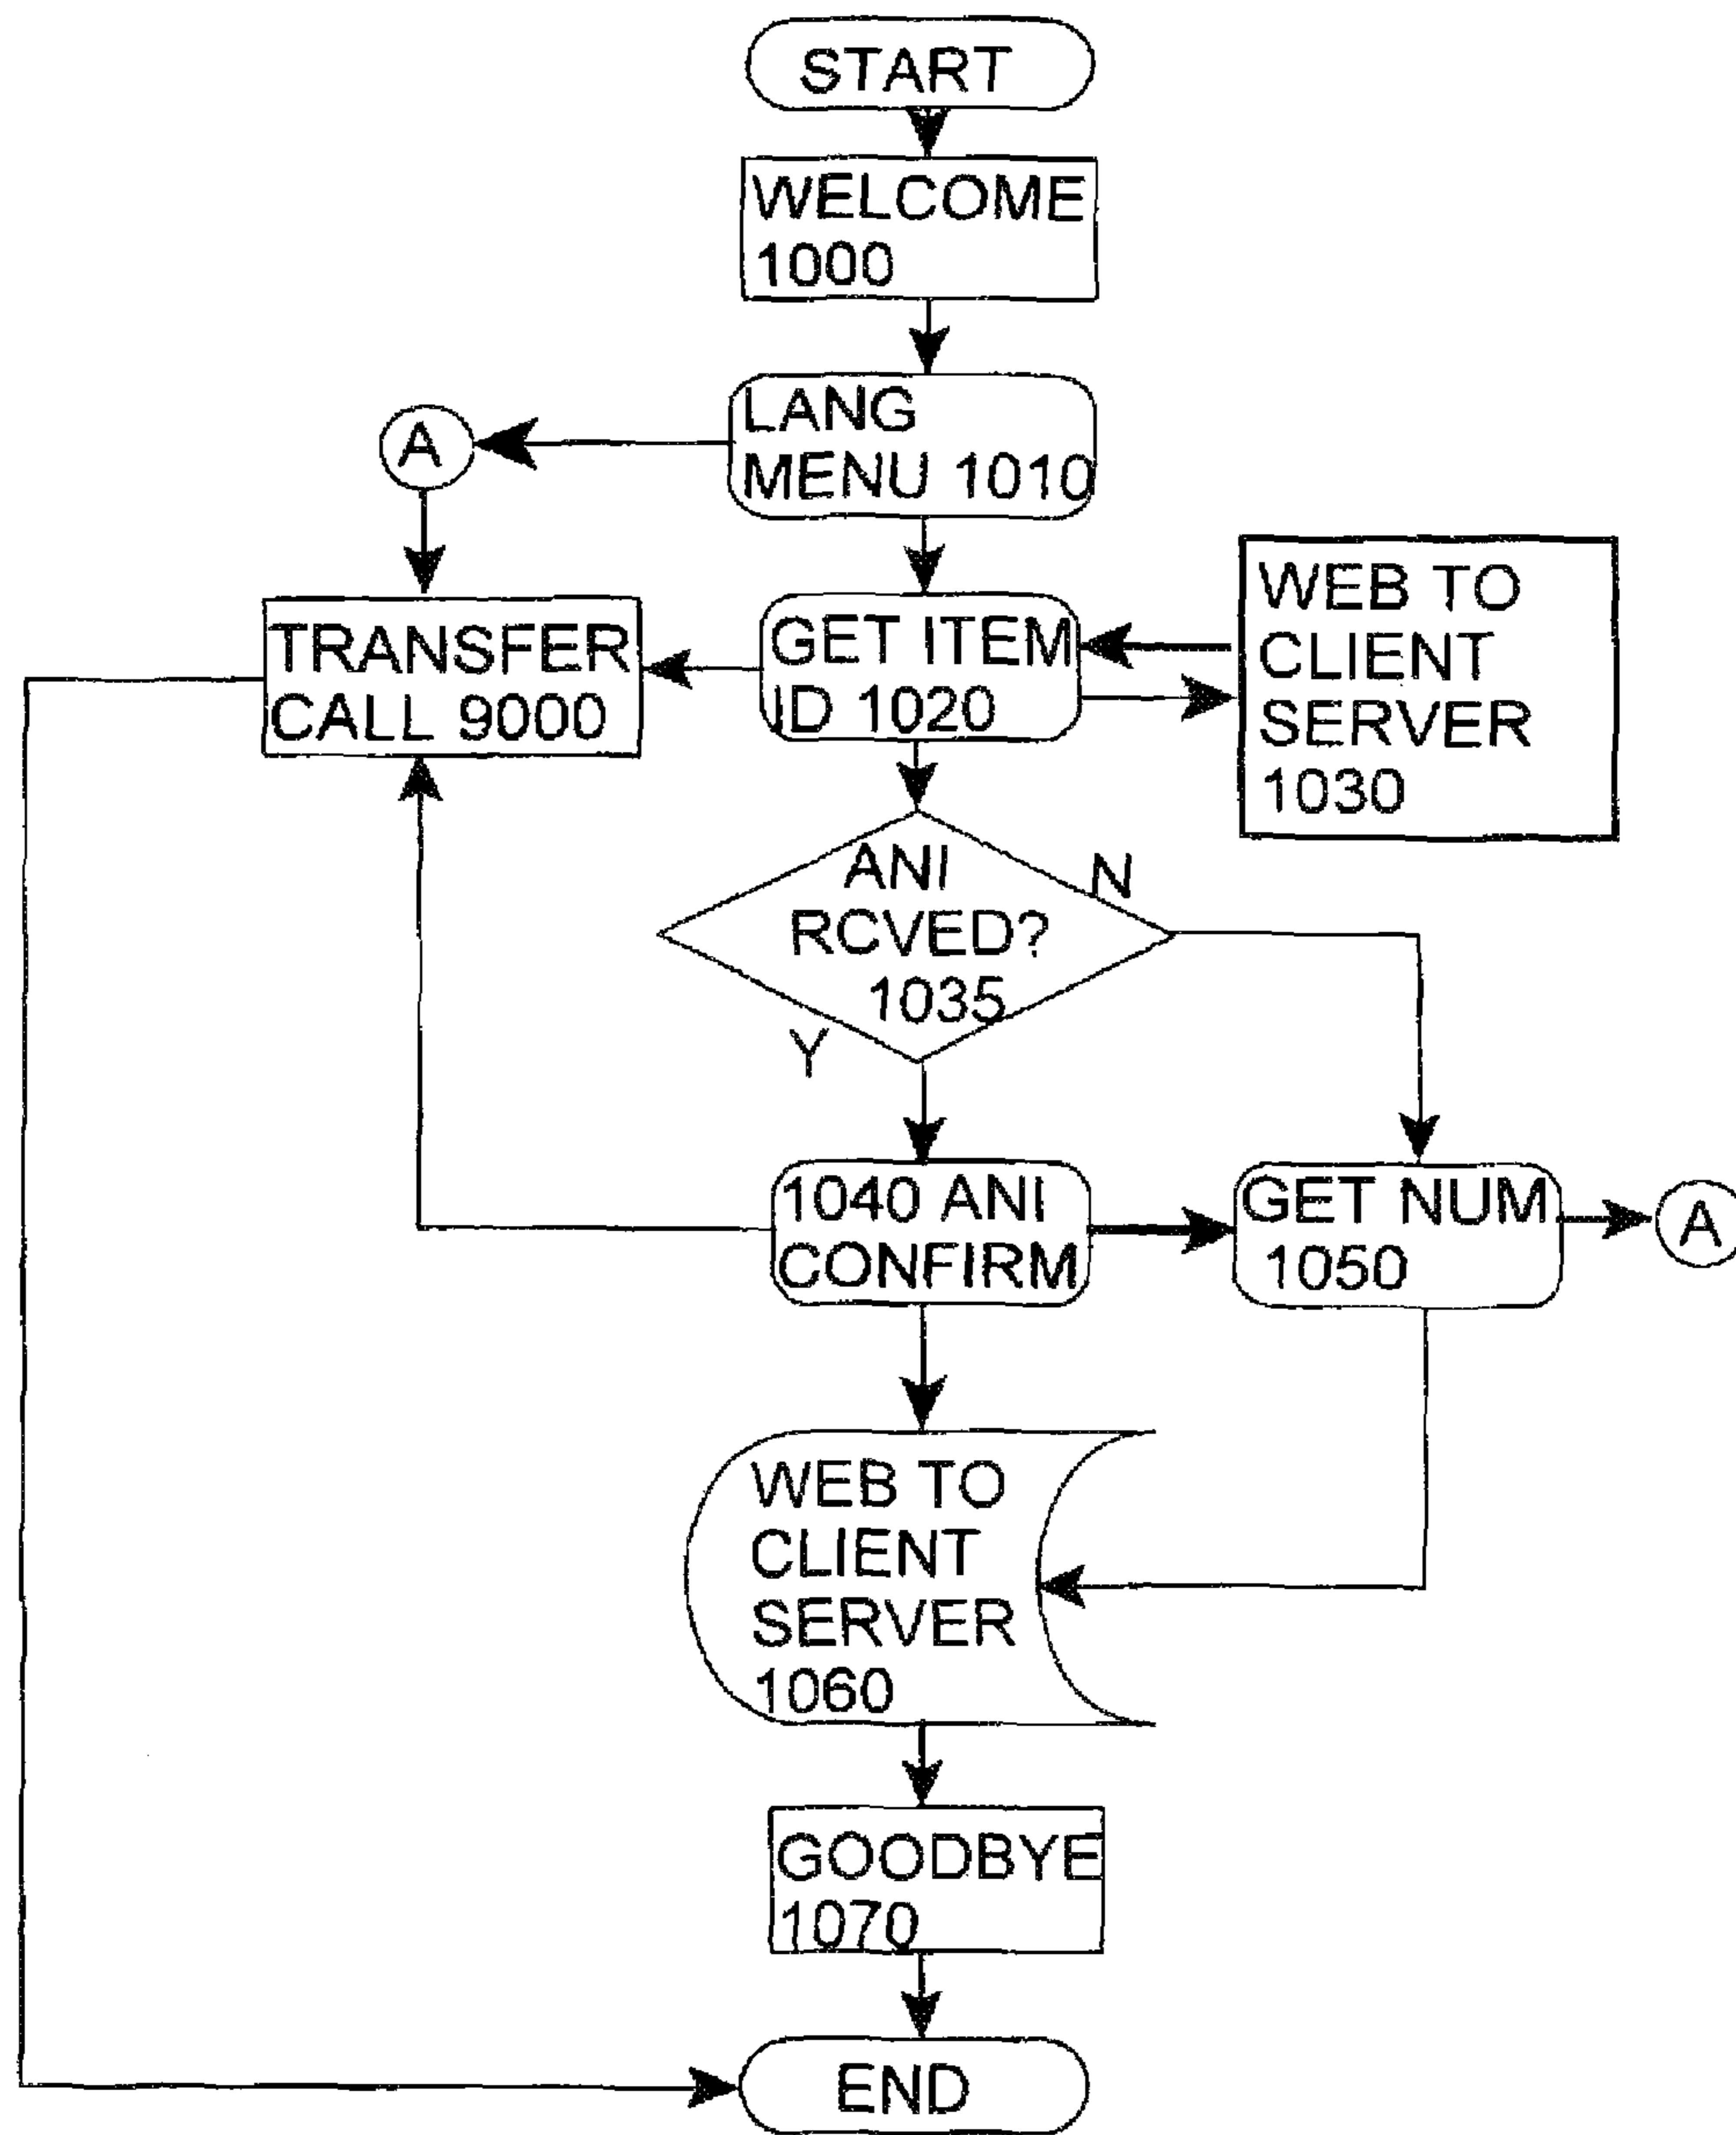 START
WELCOME
1000
LANG
MENU 1010
A
TRANSFER
CALL 9000
GET ITEM
ID 1020
WEB TO
CLIENT
SERVER
1030
ANI
RCVED?
1035
N
Y
1040 ANI
CONFIRM
GET NUM
1050
A
WEB TO
CLIENT
SERVER
1060
GOODBYE
1070
END